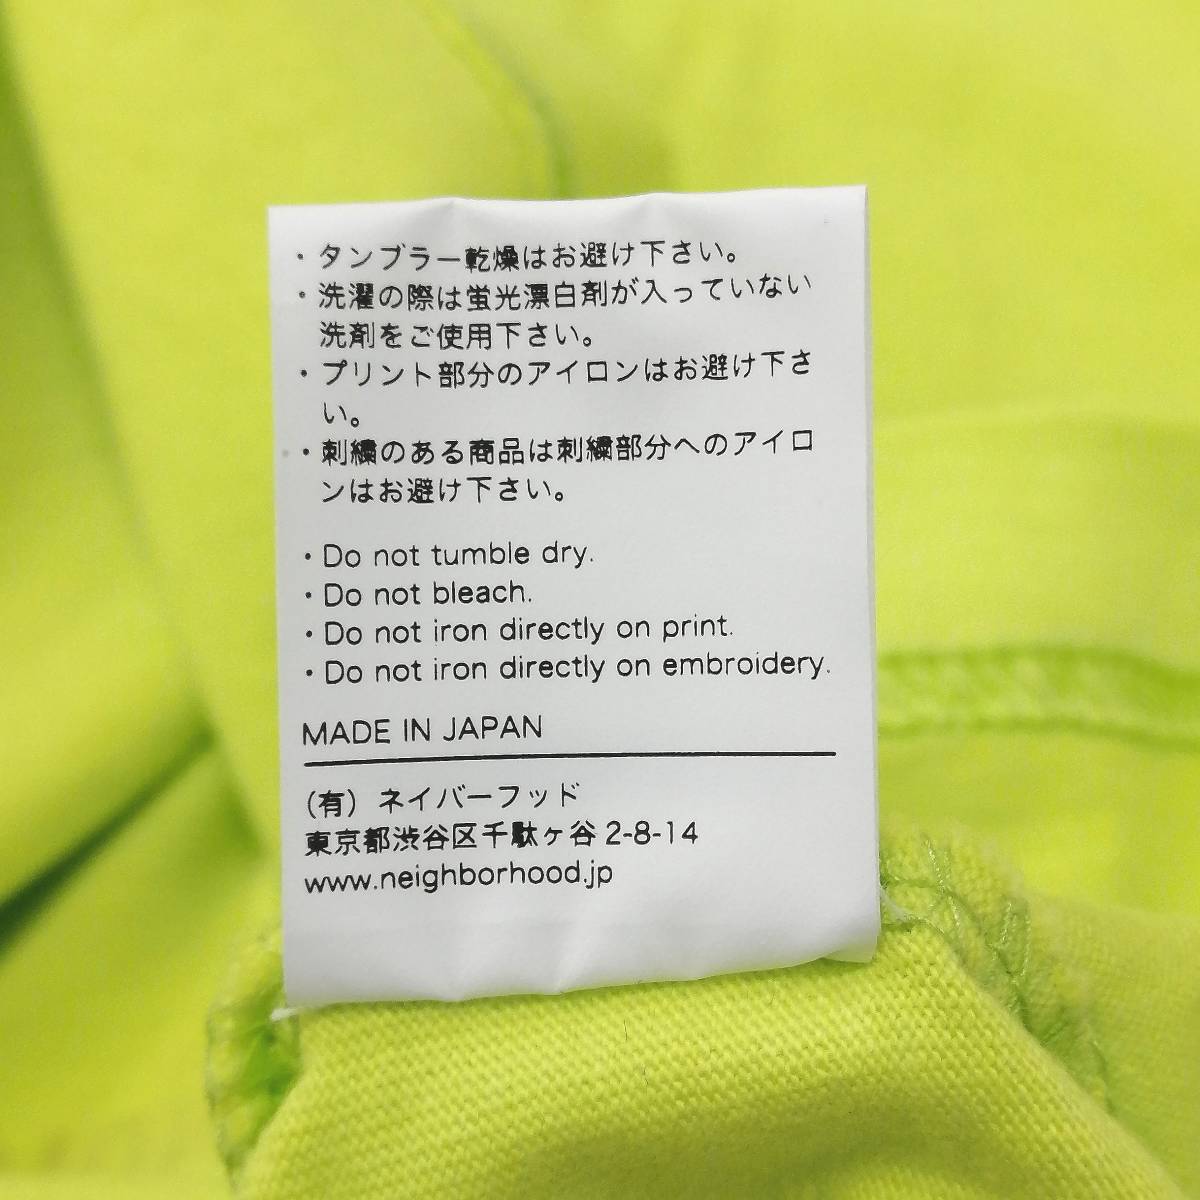 ・タンブラー乾燥はお避け下さい。
・洗濯の際は蛍光漂白剤が入っていない
洗剤をご使用下さい。
・プリント部分のアイロンはお避け下さ
い。
・刺繍のある商品は刺繍部分へのアイロ
ンはお避け下さい。
・Do not tumble dry.
・Do not bleach.
・Do not iron directly on print.
・Do not iron directly on embroidery.
MADE IN JAPAN
(有) ネイバーフッド
東京都渋谷区千駄ヶ谷 2-8-14
www.neighborhood.jp